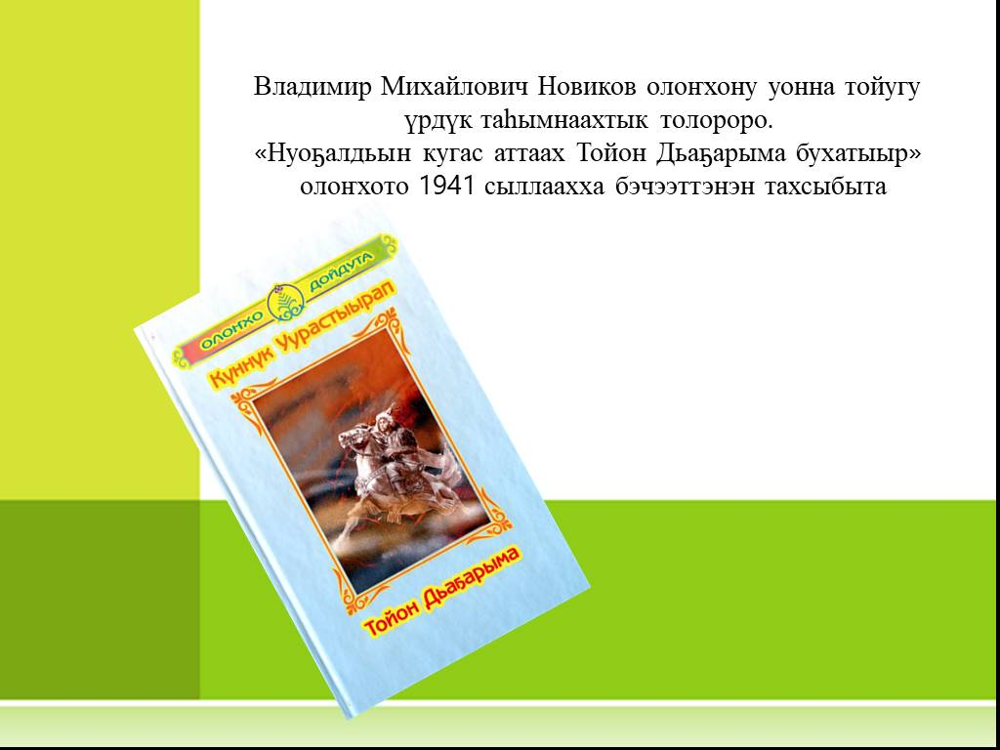 Владимир Михайлович Новиков олоҥхону уонна тойугу
үрдүк таһымнаахтык толороро.
«Нуоҕалдьын кугас аттаах Тойон Дьаҕарыма бухатыыр»
олоҥхото 1941 сыллаахха бэчээттэнэн тахсыбыта
ОЛОҤХО ДОЙДУТА
Күннүк Уурастыырап
Тойон Дьаҕарыма